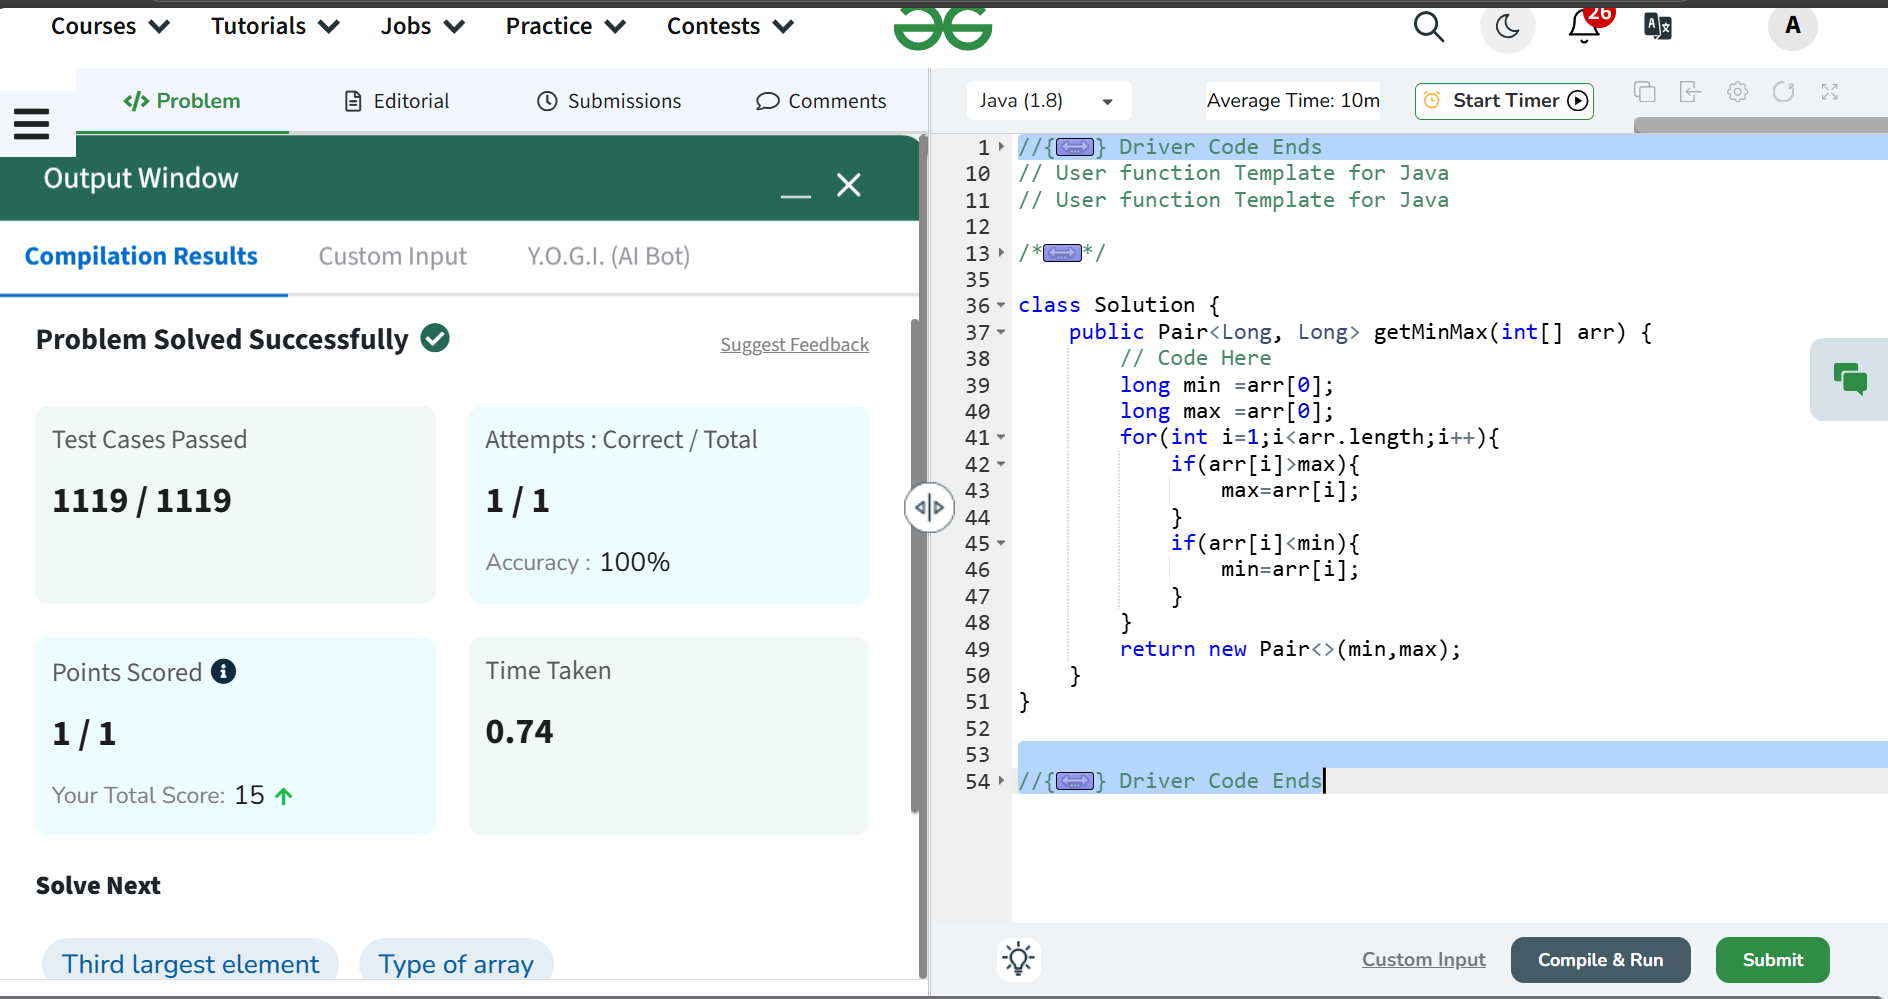 Courses Tutorials Jobs Practice Contests 26 A
Problem Editorial Submissions Comments
Output Window
Compilation Results Custom Input Y.O.G.I. (AI Bot)
Problem Solved Successfully
Suggest Feedback
Test Cases Passed
1119 / 1119
Attempts : Correct / Total
1 / 1
Accuracy : 100%
Points Scored
1 / 1
Your Total Score: 15
Time Taken
0.74
Solve Next
Third largest element Type of array
Java (1.8) Average Time: 10m Start Timer
1 //{} Driver Code Ends
10 // User function Template for Java
11 // User function Template for Java
12
13 /**/
35
36 class Solution {
37 public Pair<Long, Long> getMinMax(int[] arr) {
38 // Code Here
39 long min =arr[0];
40 long max =arr[0];
41 for(int i=1;i<arr.length;i++){
42 if(arr[i]>max){
43 max=arr[i];
44 }
45 if(arr[i]<min){
46 min=arr[i];
47 }
48 }
49 return new Pair<>(min,max);
50 }
51 }
52
53
54 //{} Driver Code Ends
Custom Input Compile & Run Submit